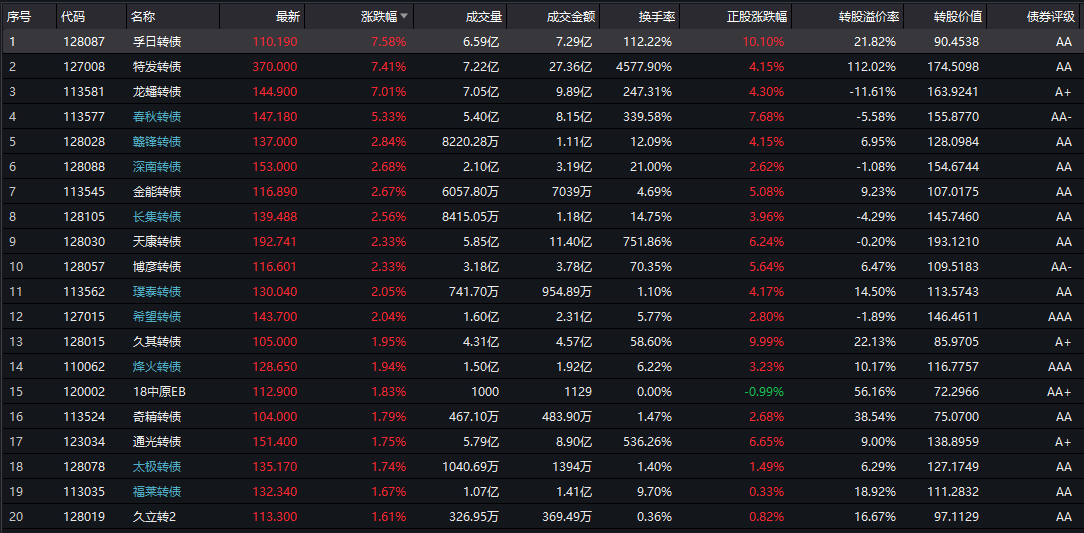 序号 代码 名称 最新 涨跌幅 成交量 成交金额 换手率 正股涨跌幅 转股溢价率 转股价值 债券评级
1 128087 孚日转债 110.190 7.58% 6.59亿 7.29亿 112.22% 10.10% 21.82% 90.4538 AA
2 127008 特发转债 370.000 7.41% 7.22亿 27.36亿 4577.90% 4.15% 112.02% 174.5098 AA
3 113581 龙蟠转债 144.900 7.01% 7.05亿 9.89亿 247.31% 4.30% -11.61% 163.9241 A+
4 113577 春秋转债 147.180 5.33% 5.40亿 8.15亿 339.58% 7.68% -5.58% 155.8770 AA-
5 128028 赣锋转债 137.000 2.84% 8220.28万 1.11亿 12.09% 4.15% 6.95% 128.0984 AA
6 128088 深南转债 153.000 2.68% 2.10亿 3.19亿 21.00% 2.62% -1.08% 154.6744 AA
7 113545 金能转债 116.890 2.67% 6057.80万 7039万 4.69% 5.08% 9.23% 107.0175 AA
8 128105 长集转债 139.488 2.56% 8415.05万 1.18亿 14.75% 3.96% -4.29% 145.7460 AA
9 128030 天康转债 192.741 2.33% 5.85亿 11.40亿 751.86% 6.24% -0.20% 193.1210 AA
10 128057 博彦转债 116.601 2.33% 3.18亿 3.78亿 70.35% 5.64% 6.47% 109.5183 AA-
11 113562 璞泰转债 130.040 2.05% 741.70万 954.89万 1.10% 4.17% 14.50% 113.5743 AA
12 127015 希望转债 143.700 2.04% 1.60亿 2.31亿 5.77% 2.80% -1.89% 146.4611 AAA
13 128015 久其转债 105.000 1.95% 4.31亿 4.57亿 58.60% 9.99% 22.13% 85.9705 A+
14 110062 烽火转债 128.650 1.94% 1.50亿 1.92亿 6.22% 3.23% 10.17% 116.7757 AAA
15 120002 18中原EB 112.900 1.83% 1000 1129 0.00% -0.99% 56.16% 72.2966 AA+
16 113524 奇精转债 104.000 1.79% 467.10万 483.90万 1.47% 2.68% 38.54% 75.0700 AA
17 123034 通光转债 151.400 1.75% 5.79亿 8.90亿 536.26% 6.65% 9.00% 138.8959 A+
18 128078 太极转债 135.170 1.74% 1040.69万 1394万 1.40% 1.49% 6.29% 127.1749 AA
19 113035 福莱转债 132.340 1.67% 1.07亿 1.41亿 9.70% 0.33% 18.92% 111.2832 AA
20 128019 久立转2 113.300 1.61% 326.95万 369.49万 0.36% 0.82% 16.67% 97.1129 AA